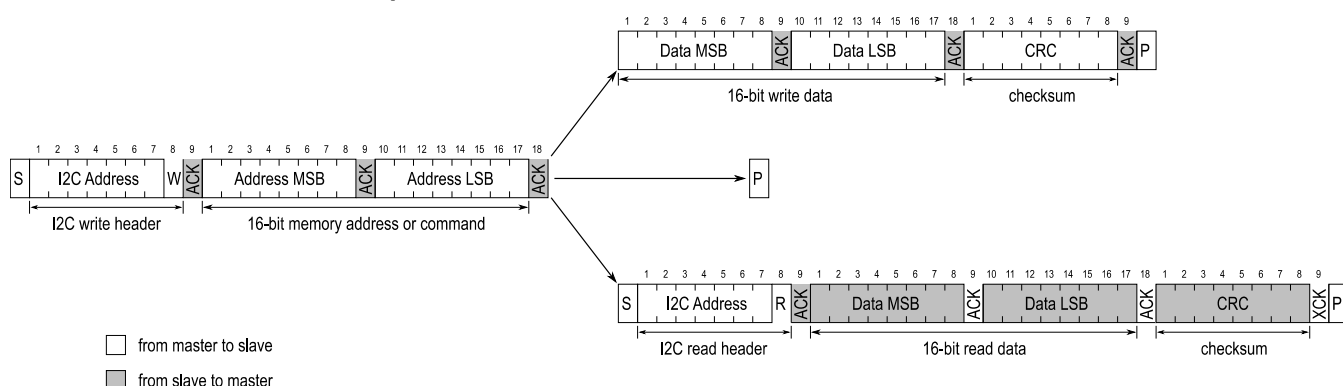 1 2 3 4 5 6 7 8 9 10 11 12 13 14 15 16 17 18 1 2 3 4 5 6 7 8 9
Data MSB ACK Data LSB ACK CRC ACK P
16-bit write data checksum
1 2 3 4 5 6 7 8 9 1 2 3 4 5 6 7 8 9 10 11 12 13 14 15 16 17 18
S I2C Address W ACK Address MSB ACK Address LSB ACK P
I2C write header 16-bit memory address or command
1 2 3 4 5 6 7 8 9 1 2 3 4 5 6 7 8 9 10 11 12 13 14 15 16 17 18 1 2 3 4 5 6 7 8 9
S I2C Address R ACK Data MSB ACK Data LSB ACK CRC XCK P
I2C read header 16-bit read data checksum
from master to slave
from slave to master